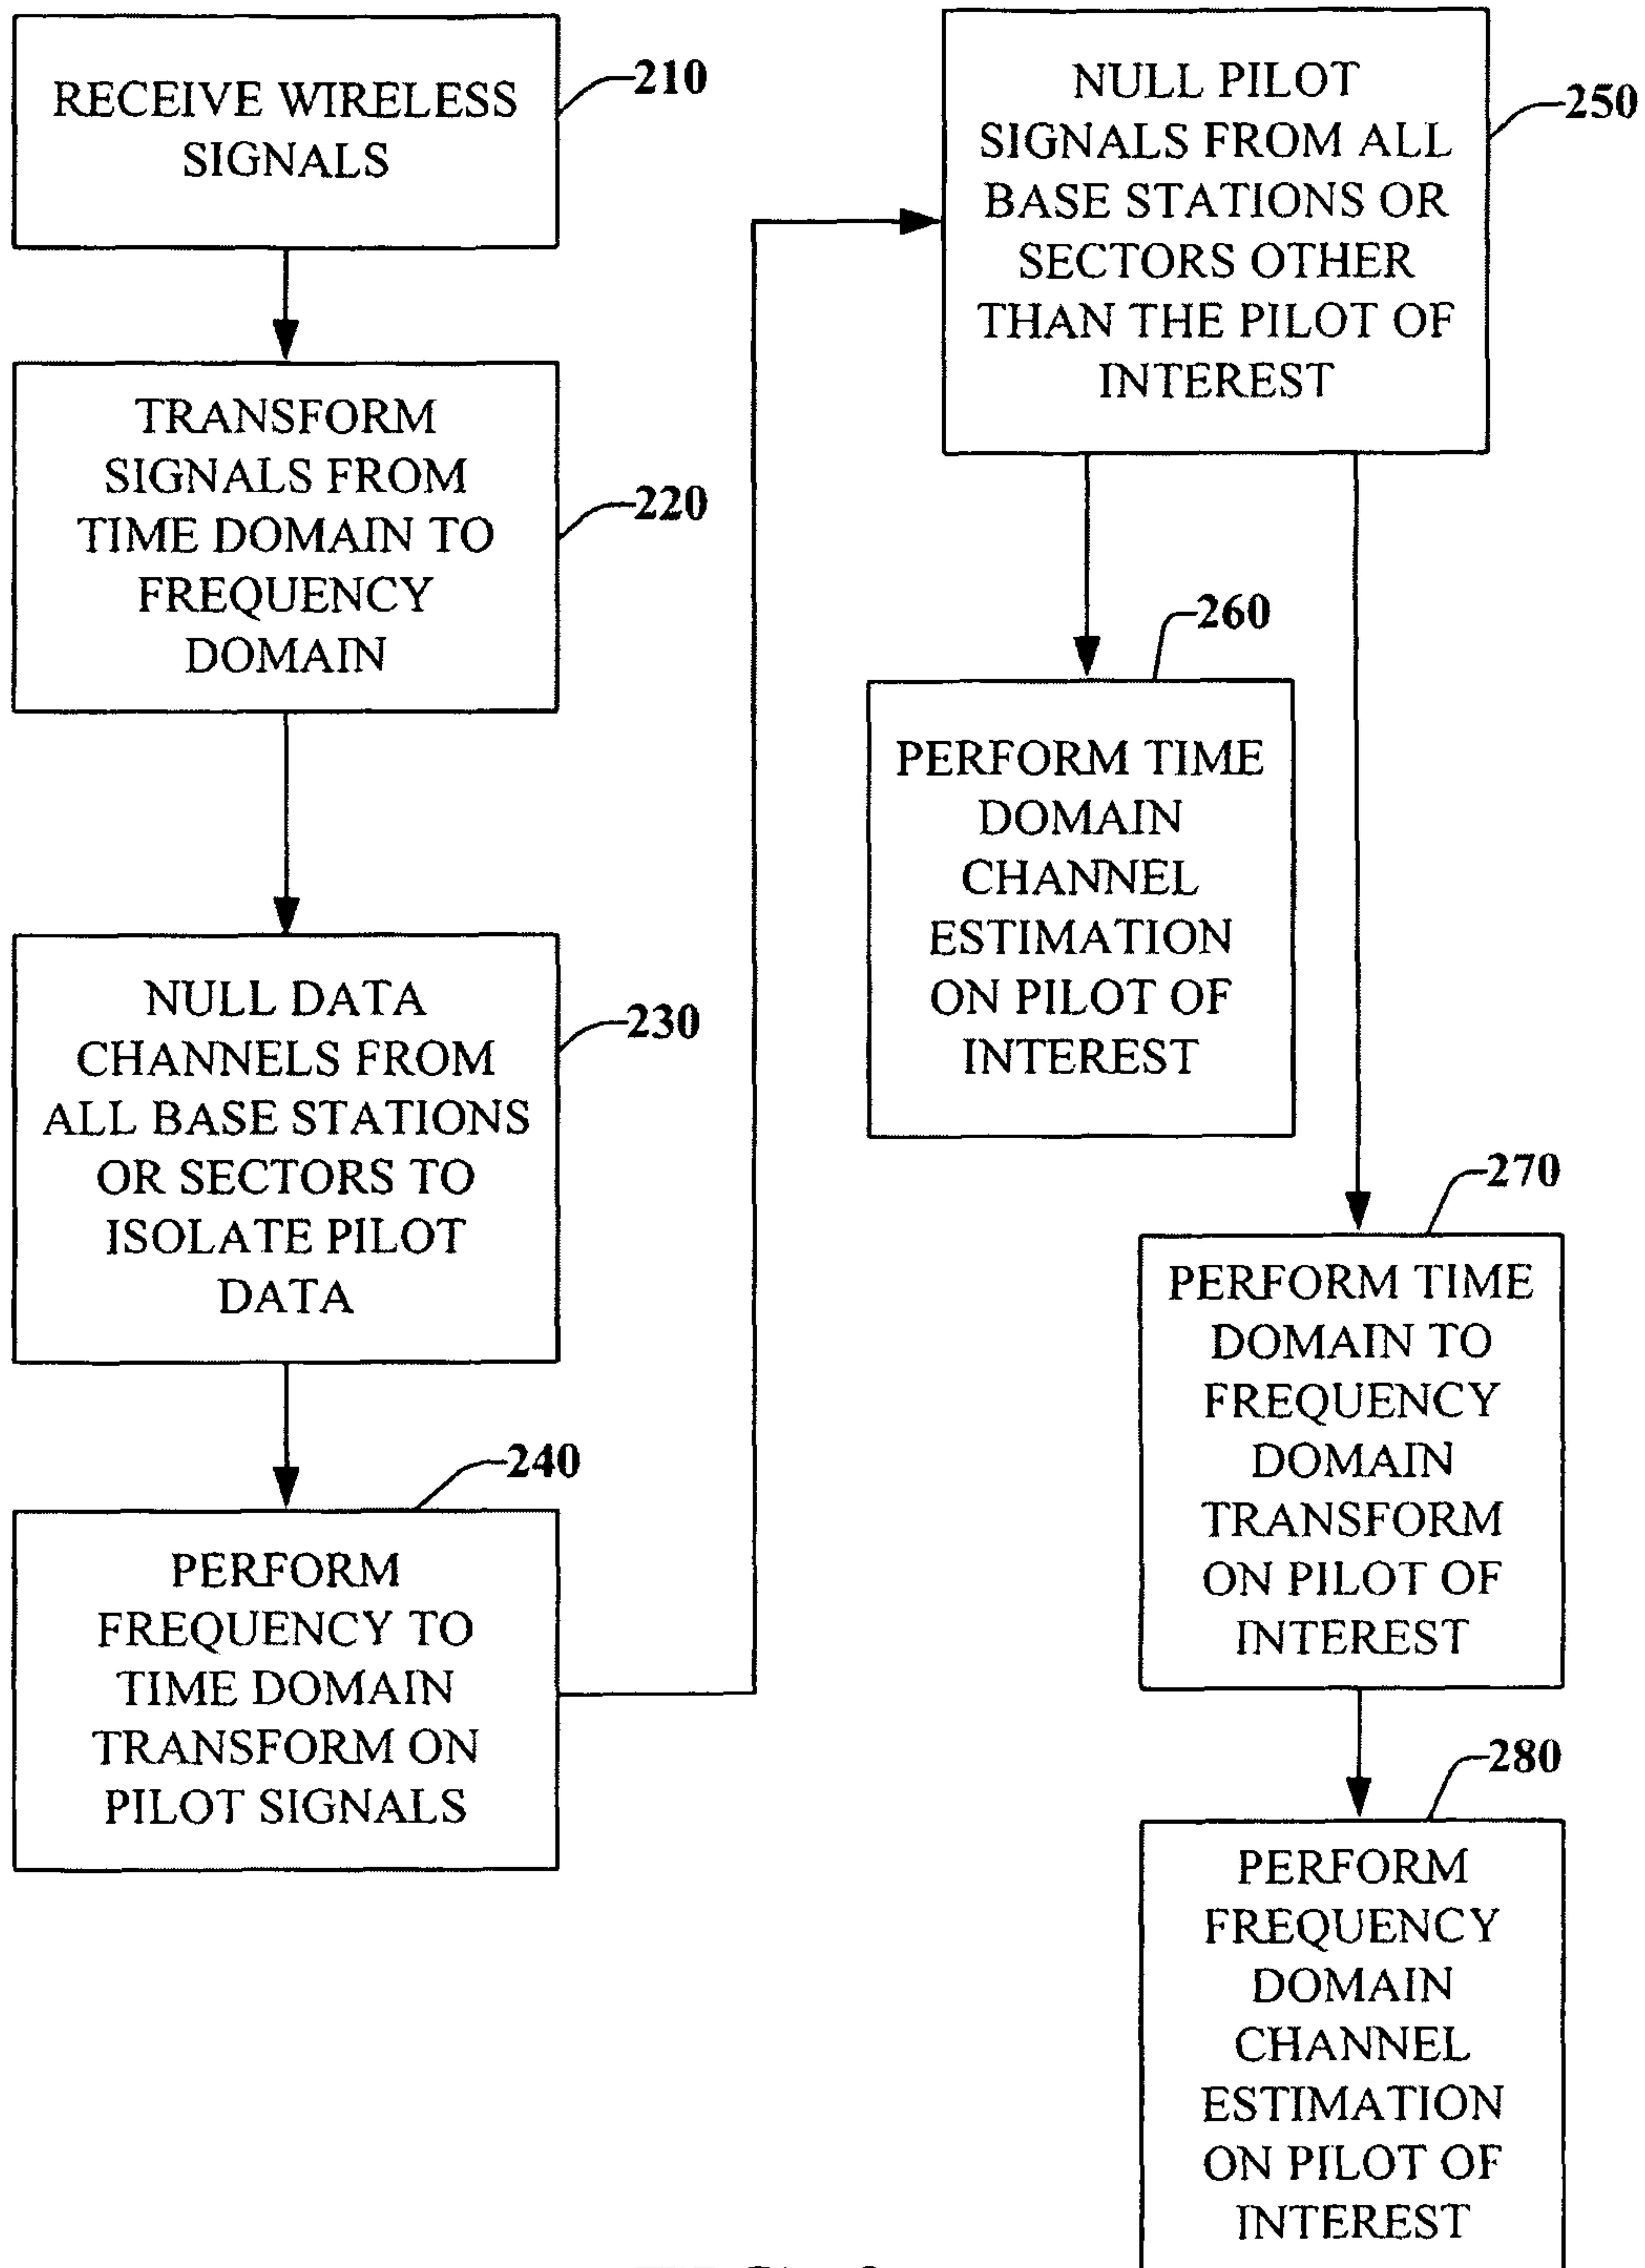 RECEIVE WIRELESS
SIGNALS
210
TRANSFORM
SIGNALS FROM
TIME DOMAIN TO
FREQUENCY
DOMAIN
220
NULL DATA
CHANNELS FROM
ALL BASE STATIONS
OR SECTORS TO
ISOLATE PILOT
DATA
230
240
PERFORM
FREQUENCY TO
TIME DOMAIN
TRANSFORM ON
PILOT SIGNALS
NULL PILOT
SIGNALS FROM ALL
BASE STATIONS OR
SECTORS OTHER
THAN THE PILOT OF
INTEREST
250
260
PERFORM TIME
DOMAIN
CHANNEL
ESTIMATION
ON PILOT OF
INTEREST
270
PERFORM TIME
DOMAIN TO
FREQUENCY
DOMAIN
TRANSFORM
ON PILOT OF
INTEREST
280
PERFORM
FREQUENCY
DOMAIN
CHANNEL
ESTIMATION
ON PILOT OF
INTEREST